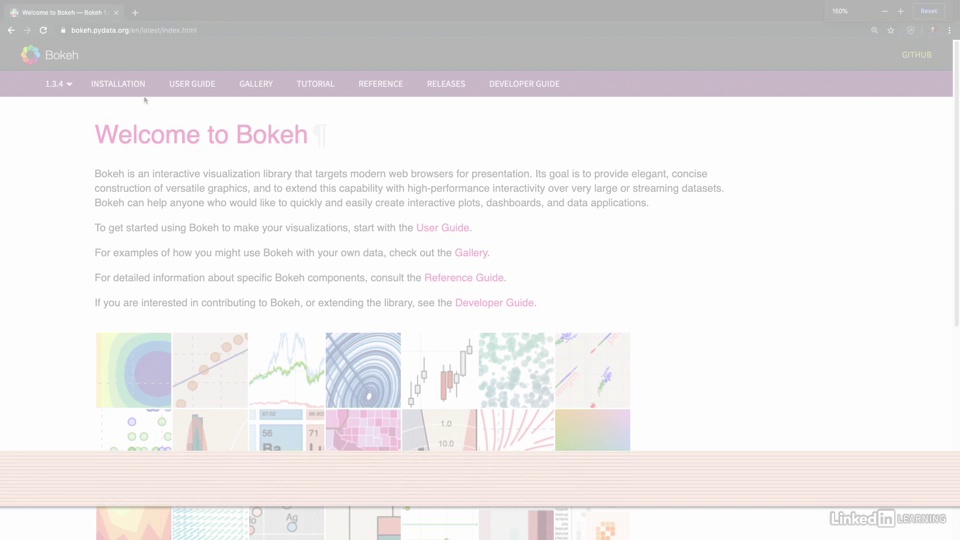 Welcome to Bokeh — Bokeh 1.
160%
Reset
bokeh.pydata.org/en/latest/index.html
Bokeh
GITHUB
1.3.4 INSTALLATION USER GUIDE GALLERY TUTORIAL REFERENCE RELEASES DEVELOPER GUIDE
Welcome to Bokeh ¶
Bokeh is an interactive visualization library that targets modern web browsers for presentation. Its goal is to provide elegant, concise
construction of versatile graphics, and to extend this capability with high-performance interactivity over very large or streaming datasets.
Bokeh can help anyone who would like to quickly and easily create interactive plots, dashboards, and data applications.
To get started using Bokeh to make your visualizations, start with the User Guide.
For examples of how you might use Bokeh with your own data, check out the Gallery.
For detailed information about specific Bokeh components, consult the Reference Guide.
If you are interested in contributing to Bokeh, or extending the library, see the Developer Guide.
56 71
Ba Lu
1.0
10.0
Ag
LinkedIn LEARNING